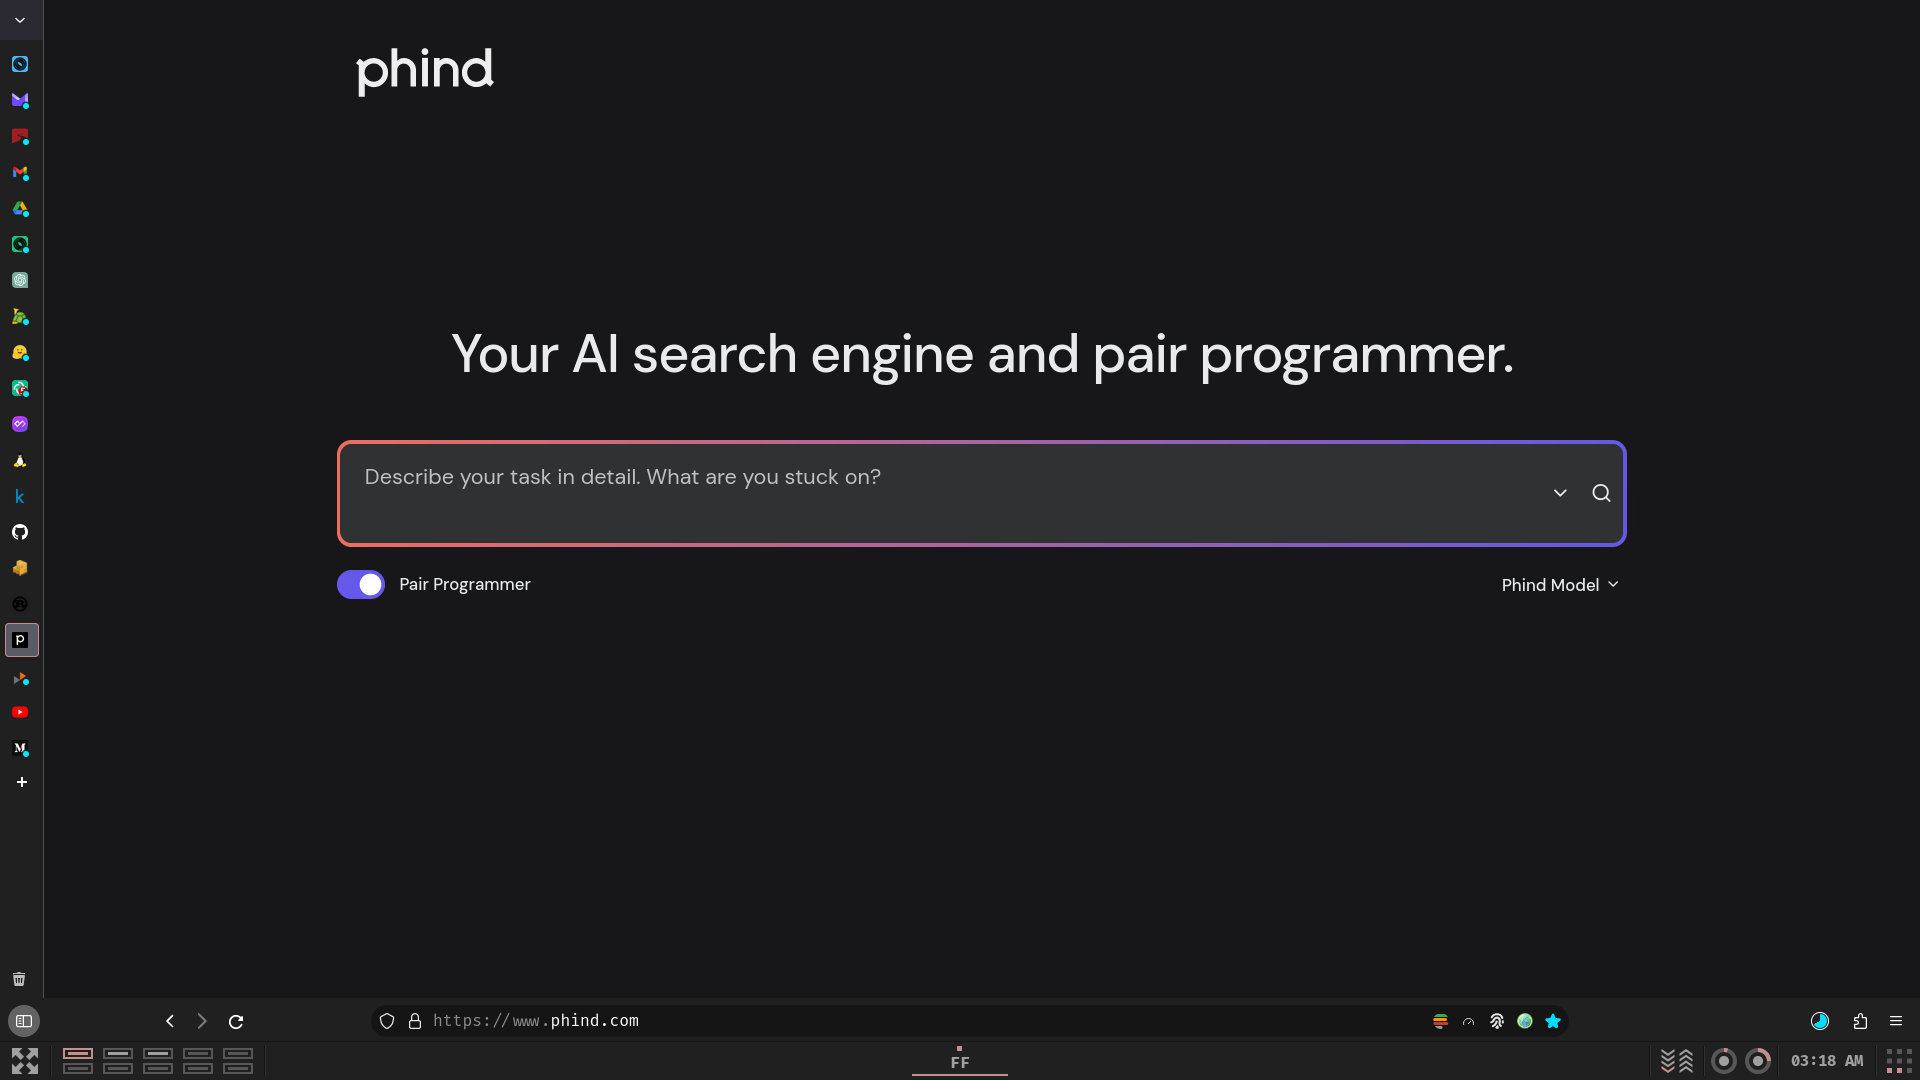 phind
Your AI search engine and pair programmer.
Describe your task in detail. What are you stuck on?
Pair Programmer
Phind Model
https://www.phind.com
FF
03:18 AM